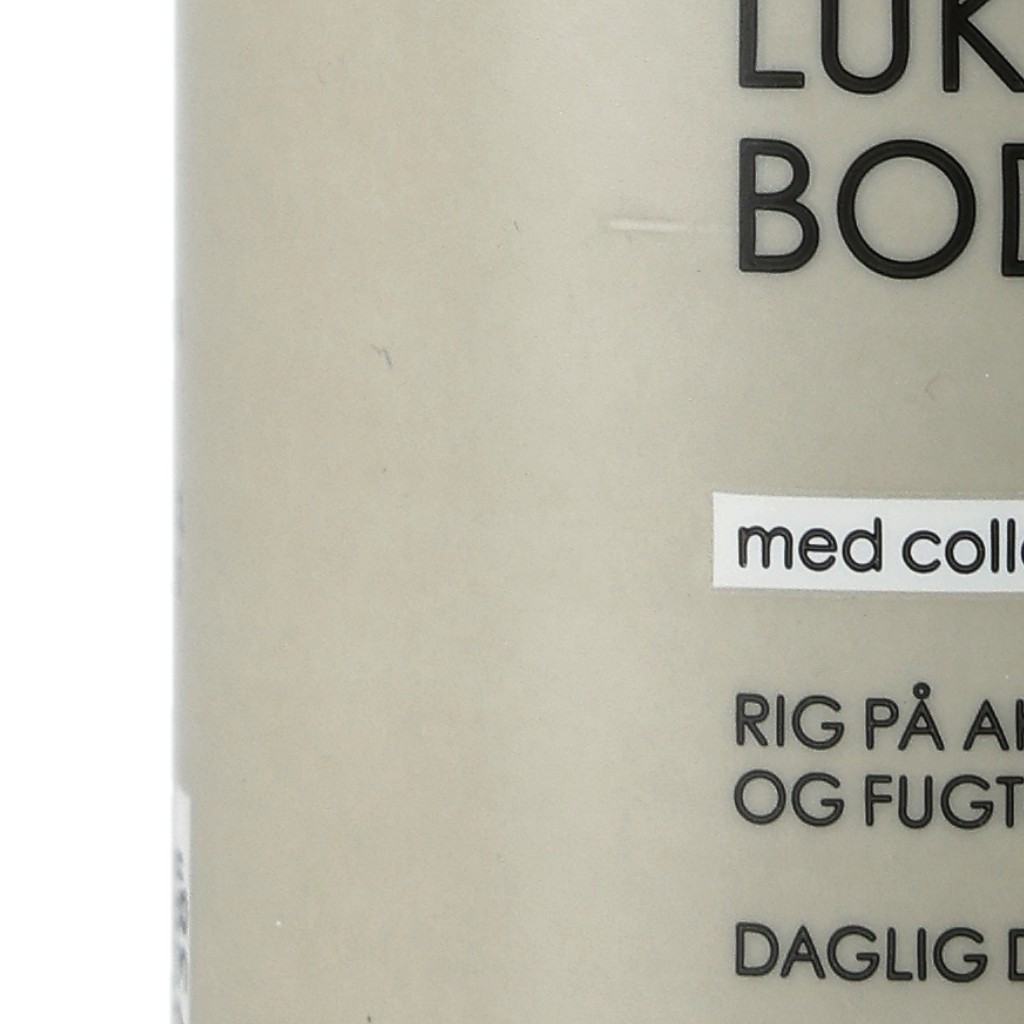 LUK
BOD
med coll
RIG PÅ A
OG FUGT
DAGLIG D